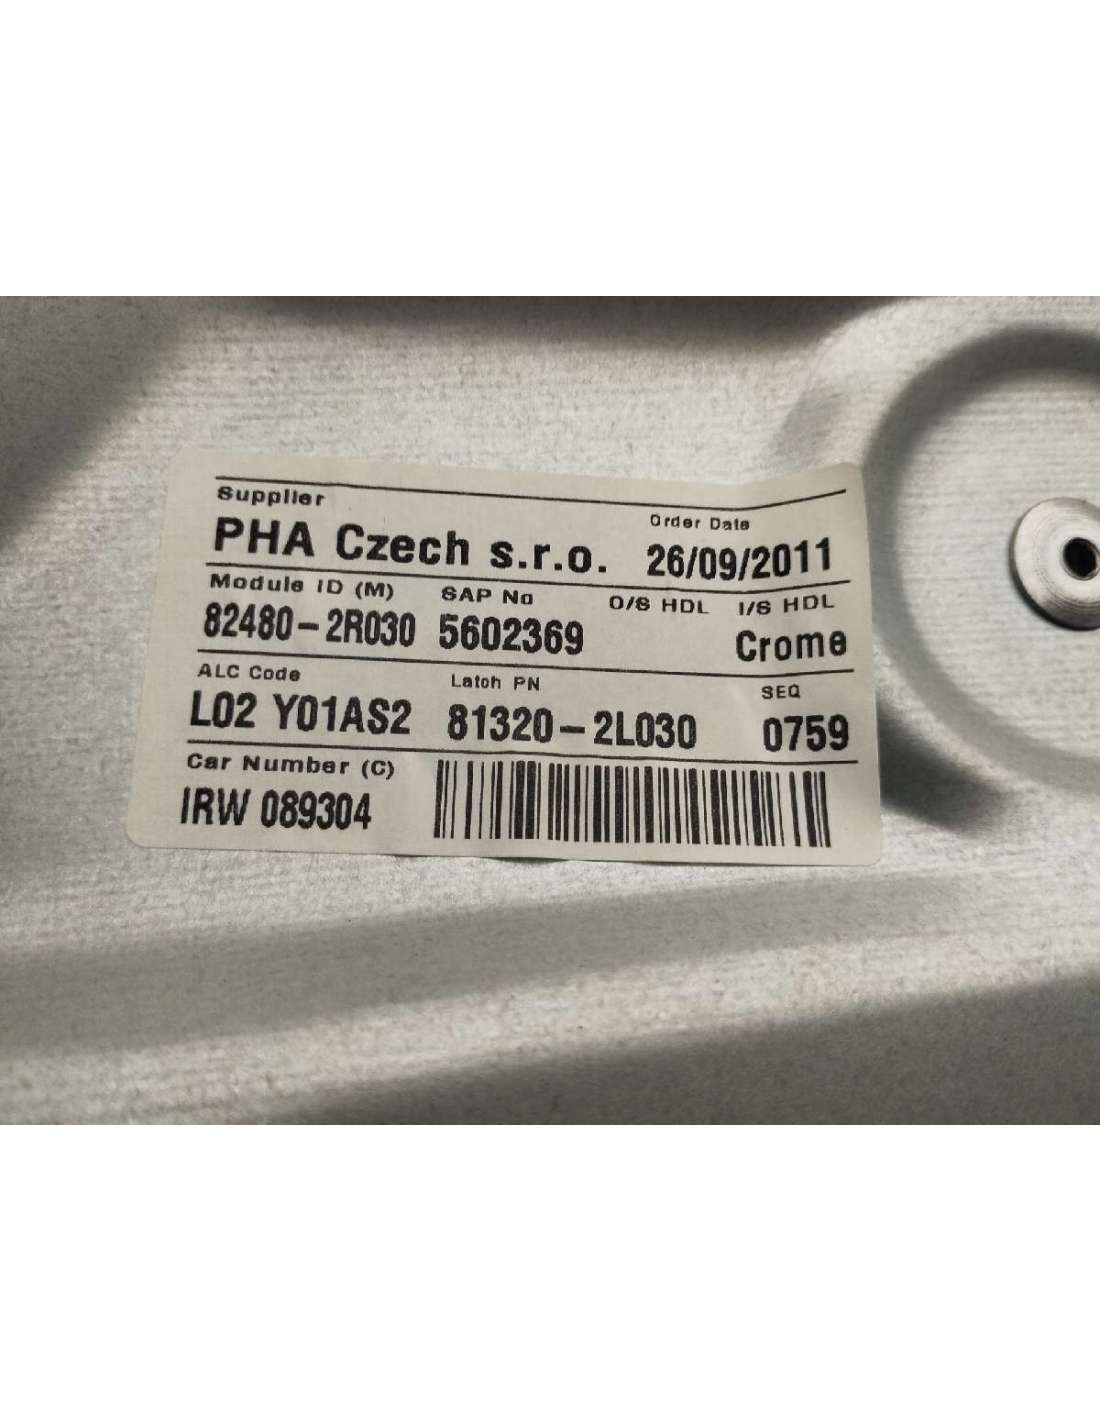 Supplier Order Date
PHA Czech s.r.o. 26/09/2011
Module ID (M) SAP No O/S HDL I/S HDL
82480-2R030 5602369 Crome
ALC Code Latch PN SEQ
L02 Y01AS2 81320-2L030 0759
Car Number (C)
IRW 089304